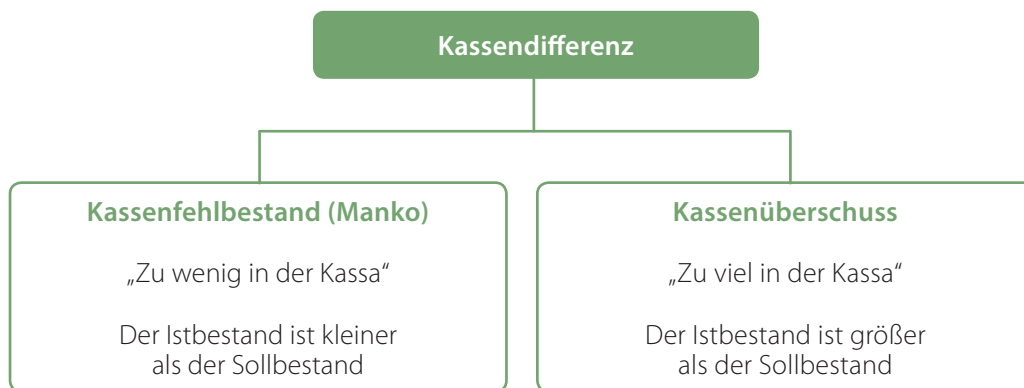 Kassendifferenz
Kassenfehlbestand (Manko)
„Zu wenig in der Kassa“
Der Istbestand ist kleiner
als der Sollbestand
Kassenüberschuss
„Zu viel in der Kassa“
Der Istbestand ist größer
als der Sollbestand